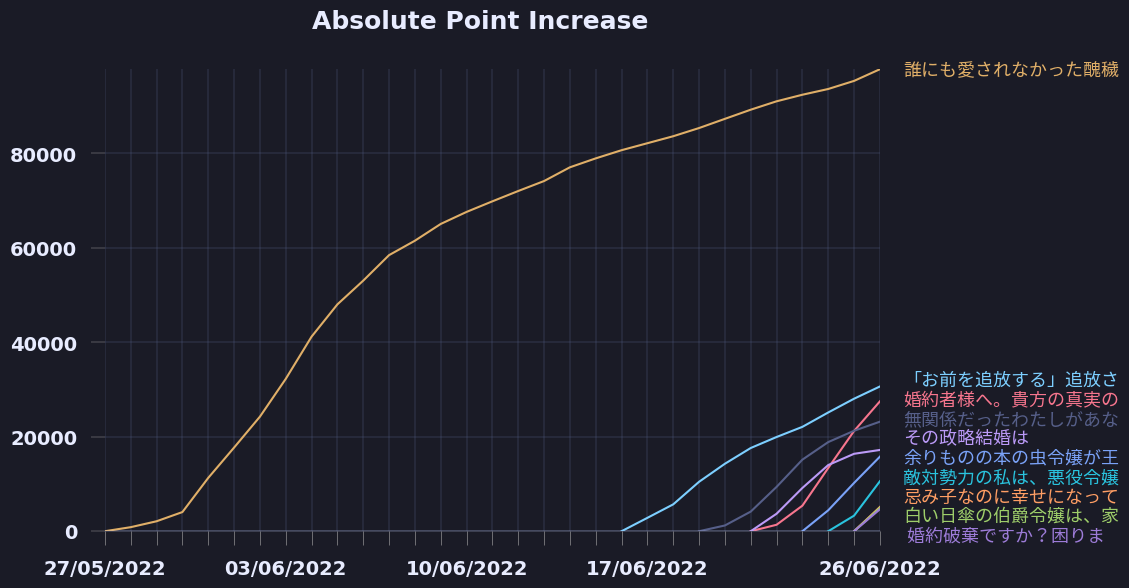 Absolute Point Increase
誰にも愛されなかった醜穢
80000
60000
40000
「お前を追放する」追放さ
婚約者様へ。貴方の真実の
無関係だったわたしがあな
20000
その政略結婚は
余りものの本の虫令嬢が王
敵対勢力の私は、悪役令嬢
忌み子なのに幸せになって
白い日傘の伯爵令嬢は、家
0
婚約破棄ですか？困りま
27/05/2022 03/06/2022 10/06/2022 17/06/2022 26/06/2022